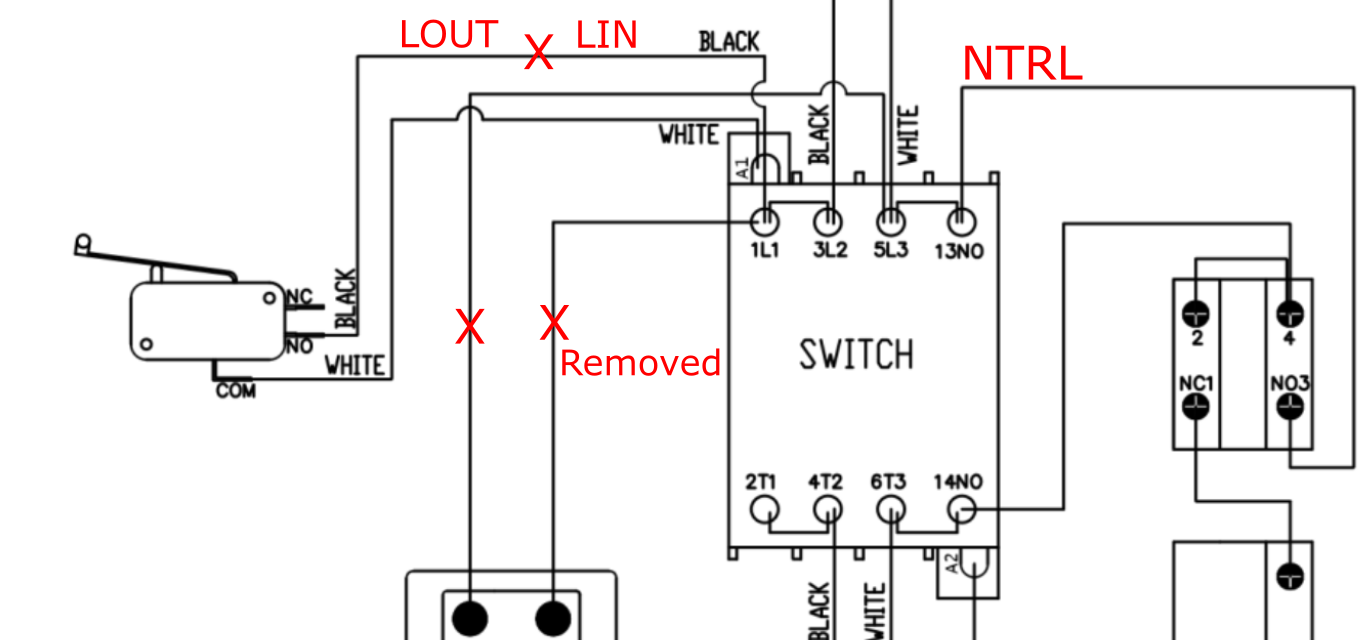 LOUT X LIN
BLACK
NTRL
WHITE
BLACK
WHITE
A1
1L1 3L2 5L3 13NO
NC
BLACK
NO
WHITE
COM
X X
Removed
SWITCH
2 4
NC1 NO3
2T1 4T2 6T3 14NO
A2
BLACK
WHITE